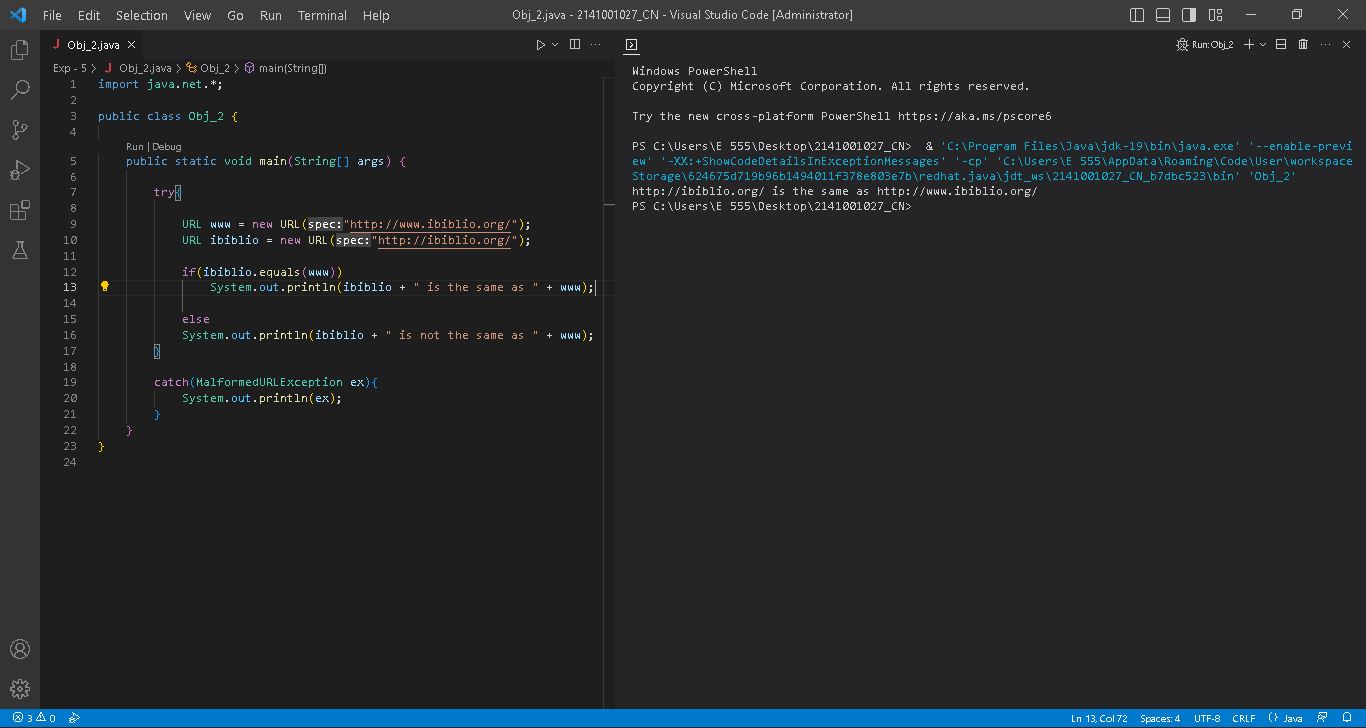 File Edit Selection View Go Run Terminal Help
Obj_2.java - 2141001027_CN - Visual Studio Code [Administrator]
J Obj_2.java
Exp - 5 > J Obj_2.java > Obj_2 > main(String[])
1 import java.net.*;
2
3 public class Obj_2 {
4
Run | Debug
5 public static void main(String[] args) {
6
7 try{
8
9 URL www = new URL(spec:"http://www.ibiblio.org/");
10 URL ibiblio = new URL(spec:"http://ibiblio.org/");
11
12 if(ibiblio.equals(www))
13 System.out.println(ibiblio + " is the same as " + www);
14
15 else
16 System.out.println(ibiblio + " is not the same as " + www);
17 }
18
19 catch(MalformedURLException ex){
20 System.out.println(ex);
21 }
22 }
23 }
24
Run: Obj_2
Windows PowerShell
Copyright (C) Microsoft Corporation. All rights reserved.
Try the new cross-platform PowerShell https://aka.ms/pscore6
PS C:\Users\E 555\Desktop\2141001027_CN>  & 'C:\Program Files\Java\jdk-19\bin\java.exe' '--enable-previ
ew' '-XX:+ShowCodeDetailsInExceptionMessages' '-cp' 'C:\Users\E 555\AppData\Roaming\Code\User\workspace
Storage\624675d719b96b1494011f378e803e7b\redhat.java\jdt_ws\2141001027_CN_b7dbc523\bin' 'Obj_2'
http://ibiblio.org/ is the same as http://www.ibiblio.org/
PS C:\Users\E 555\Desktop\2141001027_CN>
3 0
Ln 13, Col 72 Spaces: 4 UTF-8 CRLF {} Java